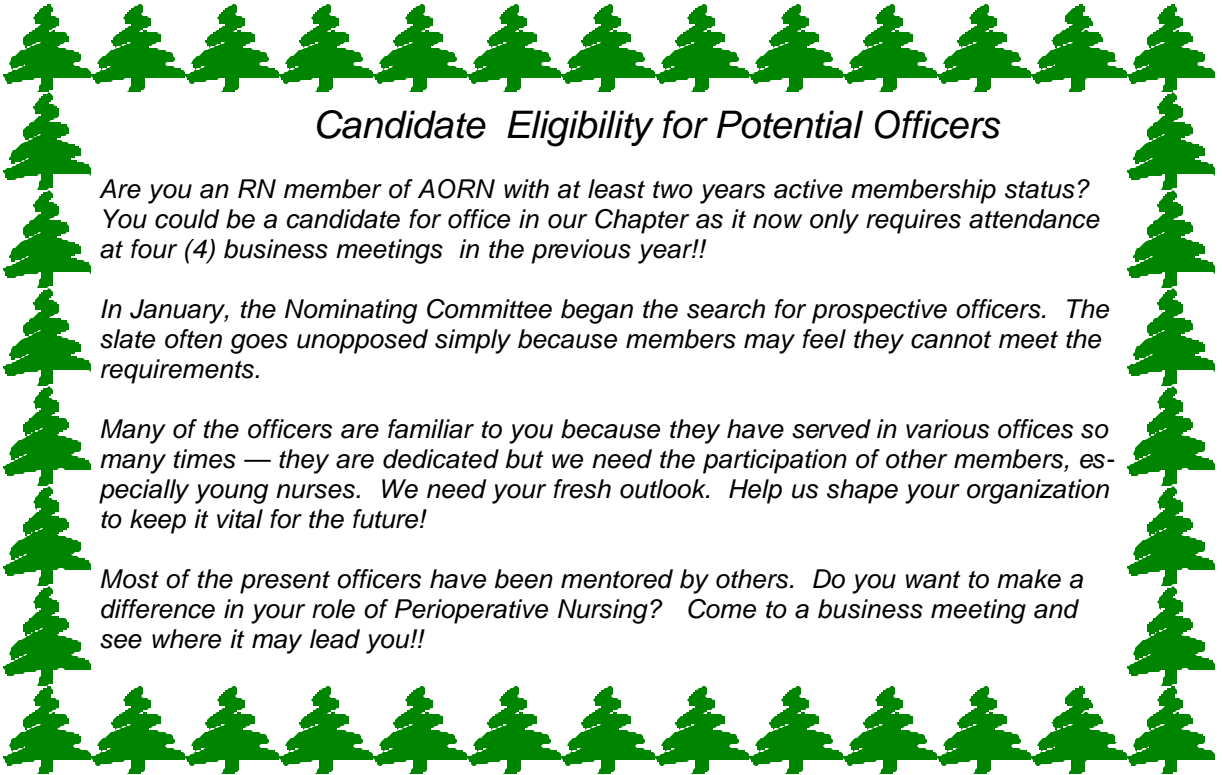 Candidate  Eligibility for Potential Officers
Are you an RN member of AORN with at least two years active membership status?
You could be a candidate for office in our Chapter as it now only requires attendance
at four (4) business meetings  in the previous year!!
In January, the Nominating Committee began the search for prospective officers.  The
slate often goes unopposed simply because members may feel they cannot meet the
requirements.
Many of the officers are familiar to you because they have served in various offices so
many times — they are dedicated but we need the participation of other members, es-
pecially young nurses.  We need your fresh outlook.  Help us shape your organization
to keep it vital for the future!
Most of the present officers have been mentored by others.  Do you want to make a
difference in your role of Perioperative Nursing?   Come to a business meeting and
see where it may lead you!!